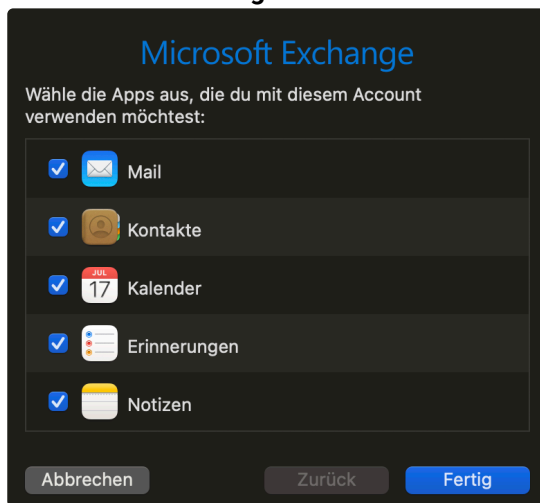 Microsoft Exchange
Wähle die Apps aus, die du mit diesem Account
verwenden möchtest:
Mail
Kontakte
JUL
17
Kalender
Erinnerungen
Notizen
Abbrechen
Zurück
Fertig